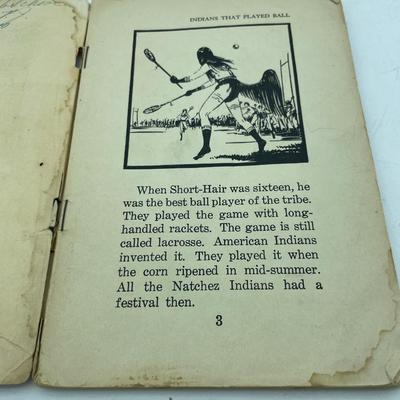 INDIANS THAT PLAYED BALL
When Short-Hair was sixteen, he
was the best ball player of the tribe.
They played the game with long-
handled rackets. The game is still
called lacrosse. American Indians
invented it. They played it when
the corn ripened in mid-summer.
All the Natchez Indians had a
festival then.
3